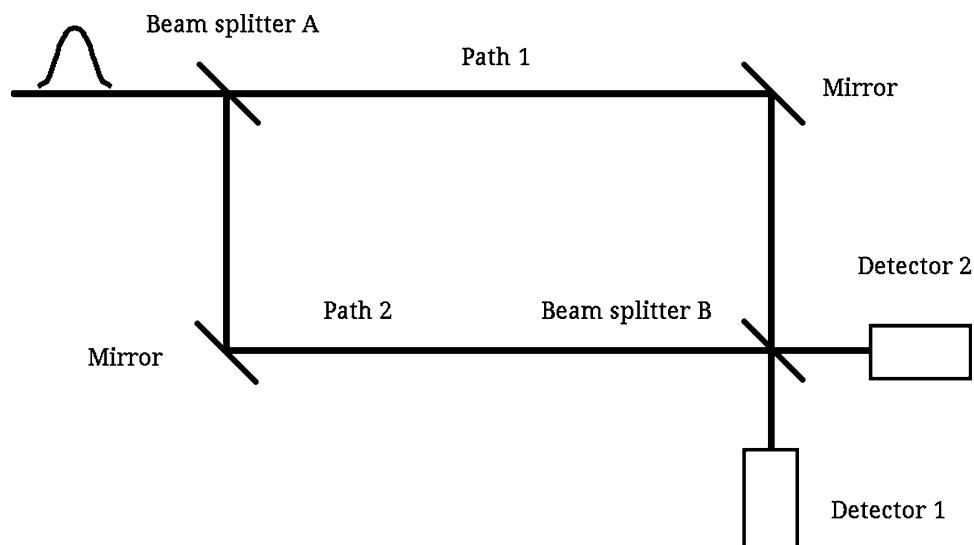 Beam splitter A
Path 1
Mirror
Detector 2
Path 2
Beam splitter B
Mirror
Detector 1